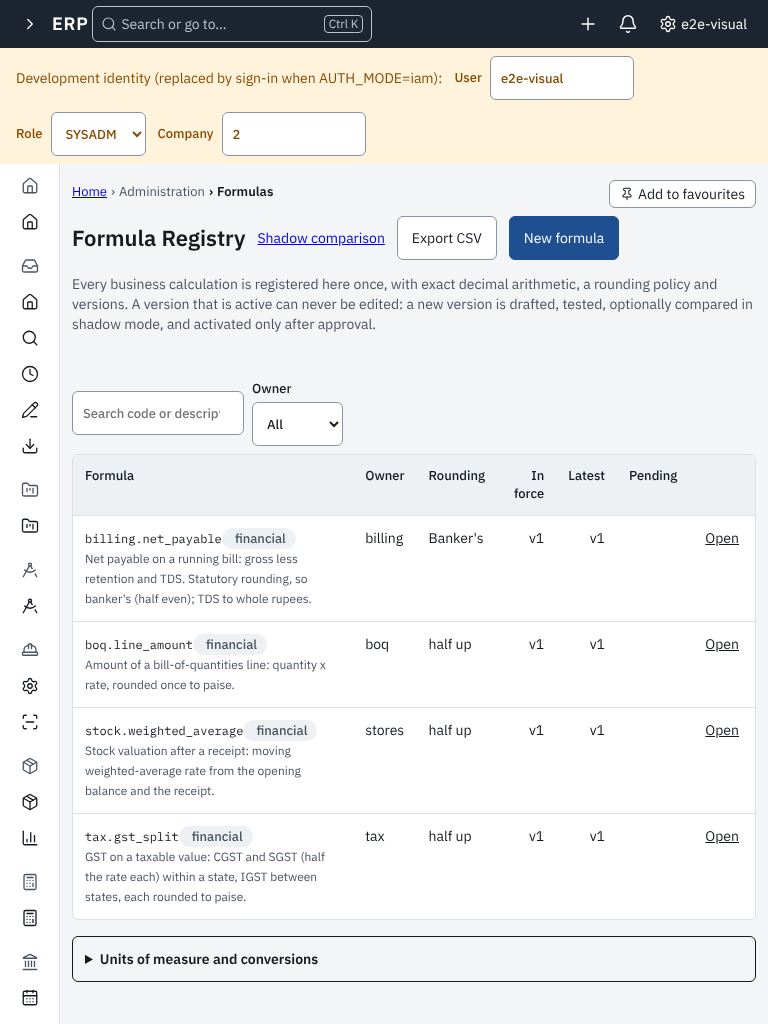 ERP
Search or go to...
Ctrl K
e2e-visual
Development identity (replaced by sign-in when AUTH_MODE=iam):
User
e2e-visual
Role
SYSADM
Company
2
Home › Administration › Formulas
Add to favourites
Formula Registry
Shadow comparison
Export CSV
New formula
Every business calculation is registered here once, with exact decimal arithmetic, a rounding policy and
versions. A version that is active can never be edited: a new version is drafted, tested, optionally compared in
shadow mode, and activated only after approval.
Owner
Search code or descrip
All
Formula Owner Rounding In force Latest Pending
billing.net_payable financial billing Banker's v1 v1 Open
Net payable on a running bill: gross less
retention and TDS. Statutory rounding, so
banker's (half even); TDS to whole rupees.
boq.line_amount financial boq half up v1 v1 Open
Amount of a bill-of-quantities line: quantity x
rate, rounded once to paise.
stock.weighted_average financial stores half up v1 v1 Open
Stock valuation after a receipt: moving
weighted-average rate from the opening
balance and the receipt.
tax.gst_split financial tax half up v1 v1 Open
GST on a taxable value: CGST and SGST (half
the rate each) within a state, IGST between
states, each rounded to paise.
Units of measure and conversions